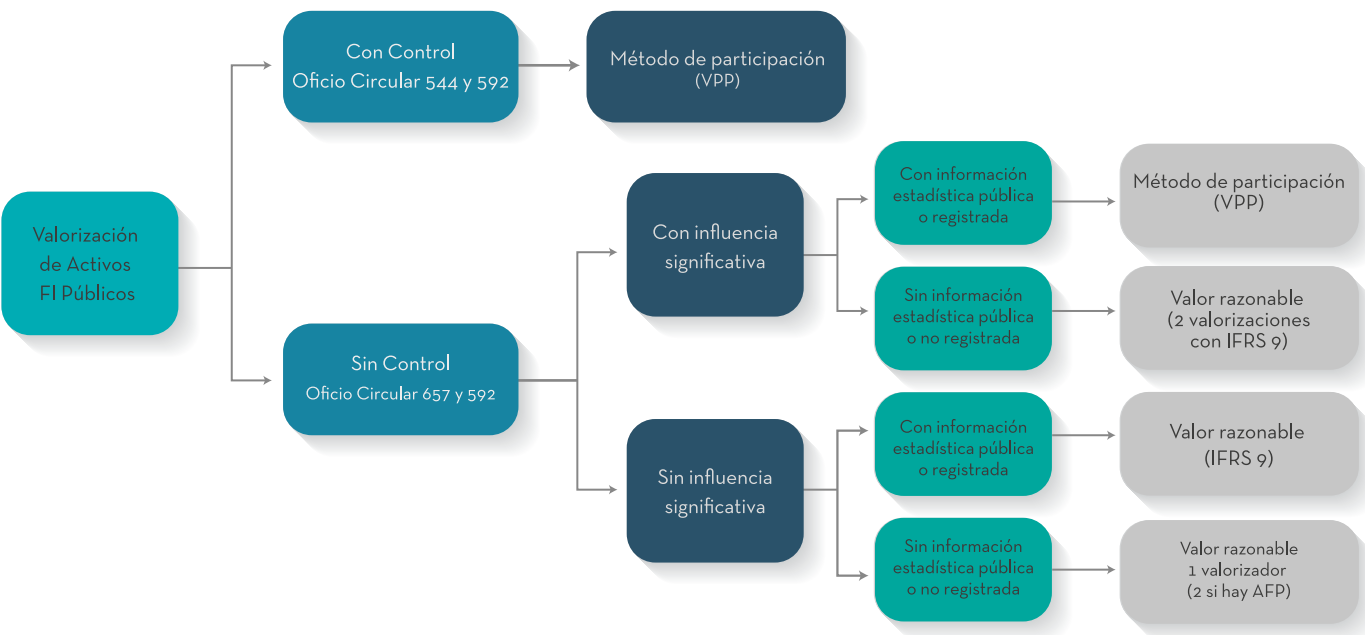 Valorización
de Activos
FI Públicos
Con Control
Oficio Circular 544 y 592
Método de participación
(VPP)
Sin Control
Oficio Circular 657 y 592
Con influencia
significativa
Con información
estadística pública
o registrada
Método de participación
(VPP)
Sin información
estadística pública
o no registrada
Valor razonable
(2 valorizaciones
con IFRS 9)
Sin influencia
significativa
Con información
estadística pública
o registrada
Valor razonable
(IFRS 9)
Sin información
estadística pública
o no registrada
Valor razonable
1 valorizador
(2 si hay AFP)